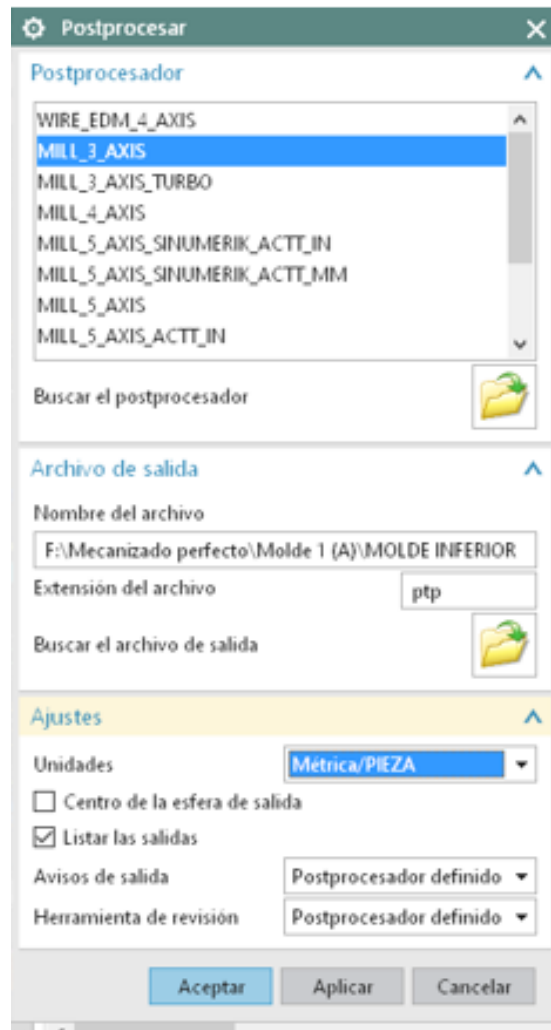 Postprocesar
Postprocesador
WIRE_EDM_4_AXIS
MILL_3_AXIS
MILL_3_AXIS_TURBO
MILL_4_AXIS
MILL_5_AXIS_SINUMERIK_ACTT_IN
MILL_5_AXIS_SINUMERIK_ACTT_MM
MILL_5_AXIS
MILL_5_AXIS_ACTT_IN
Buscar el postprocesador
Archivo de salida
Nombre del archivo
F:\Mecanizado perfecto\Molde 1 (A)\MOLDE INFERIOR
Extensión del archivo ptp
Buscar el archivo de salida
Ajustes
Unidades Métrica/PIEZA
Centro de la esfera de salida
Listar las salidas
Avisos de salida Postprocesador definido
Herramienta de revisión Postprocesador definido
Aceptar Aplicar Cancelar